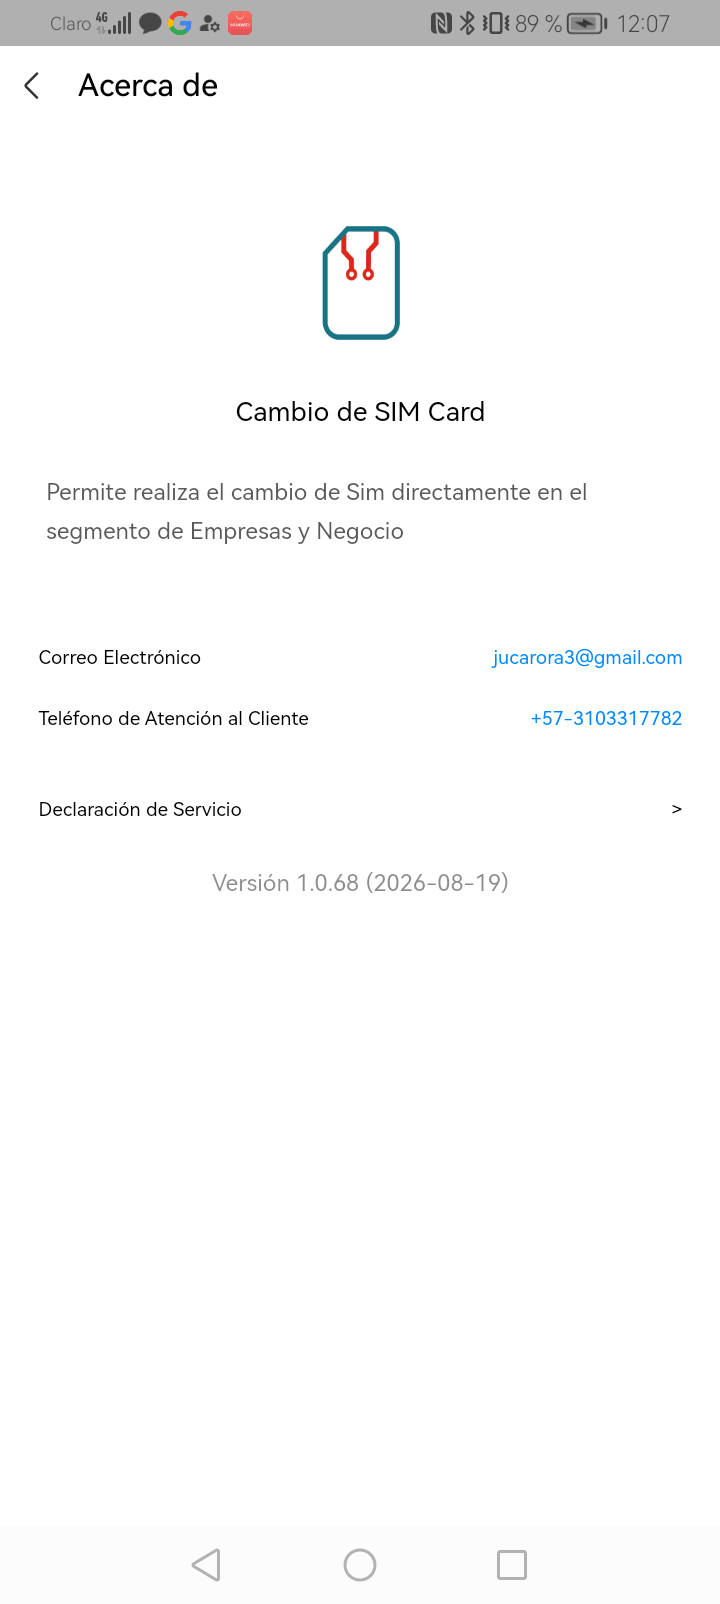 Claro 4G 89 % 12:07
Acerca de
Cambio de SIM Card
Permite realiza el cambio de Sim directamente en el
segmento de Empresas y Negocio
Correo Electrónico jucarora3@gmail.com
Teléfono de Atención al Cliente +57-3103317782
Declaración de Servicio >
Versión 1.0.68 (2026-08-19)